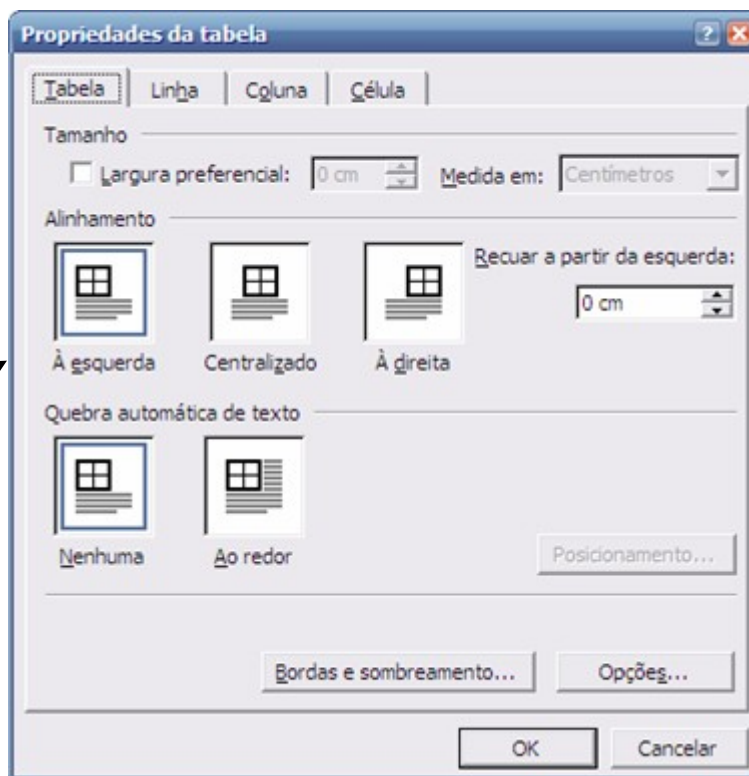 Propriedades da tabela
Tabela Linha Coluna Célula
Tamanho
Largura preferencial: 0 cm Medida em: Centímetros
Alinhamento
Recuar a partir da esquerda:
0 cm
À esquerda Centralizado À direita
Quebra automática de texto
Nenhuma Ao redor
Posicionamento...
Bordas e sombreamento... Opções...
OK Cancelar